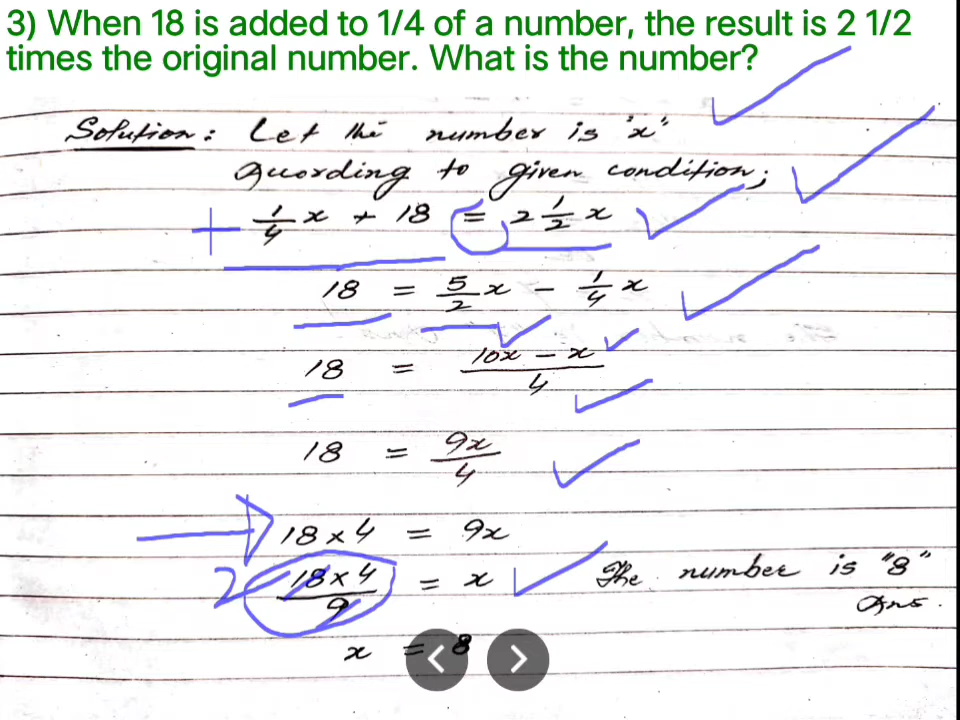 3) When 18 is added to 1/4 of a number, the result is 2 1/2
times the original number. What is the number?
Solution: Let the number is "x"
According to given condition;
1/4 x + 18 = 2 1/2 x
18 = 5/2 x - 1/4 x
18 = 10x - x / 4
18 = 9x/4
18 x 4 = 9x
2 18 x 4 / 9 = x
The number is "8"
Ans.
x = 8